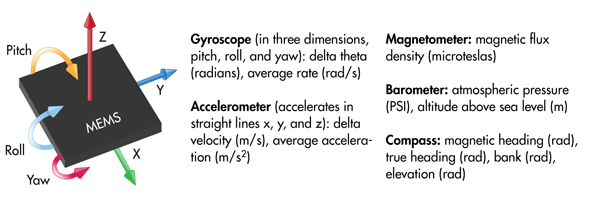 Pitch
Z
Y
MEMS
Roll
X
Yaw
Gyroscope (in three dimensions,
pitch, roll, and yaw): delta theta
(radians), average rate (rad/s)
Accelerometer (accelerates in
straight lines x, y, and z): delta
velocity (m/s), average accelera-
tion (m/s²)
Magnetometer: magnetic flux
density (microteslas)
Barometer: atmospheric pressure
(PSI), altitude above sea level (m)
Compass: magnetic heading (rad),
true heading (rad), bank (rad),
elevation (rad)